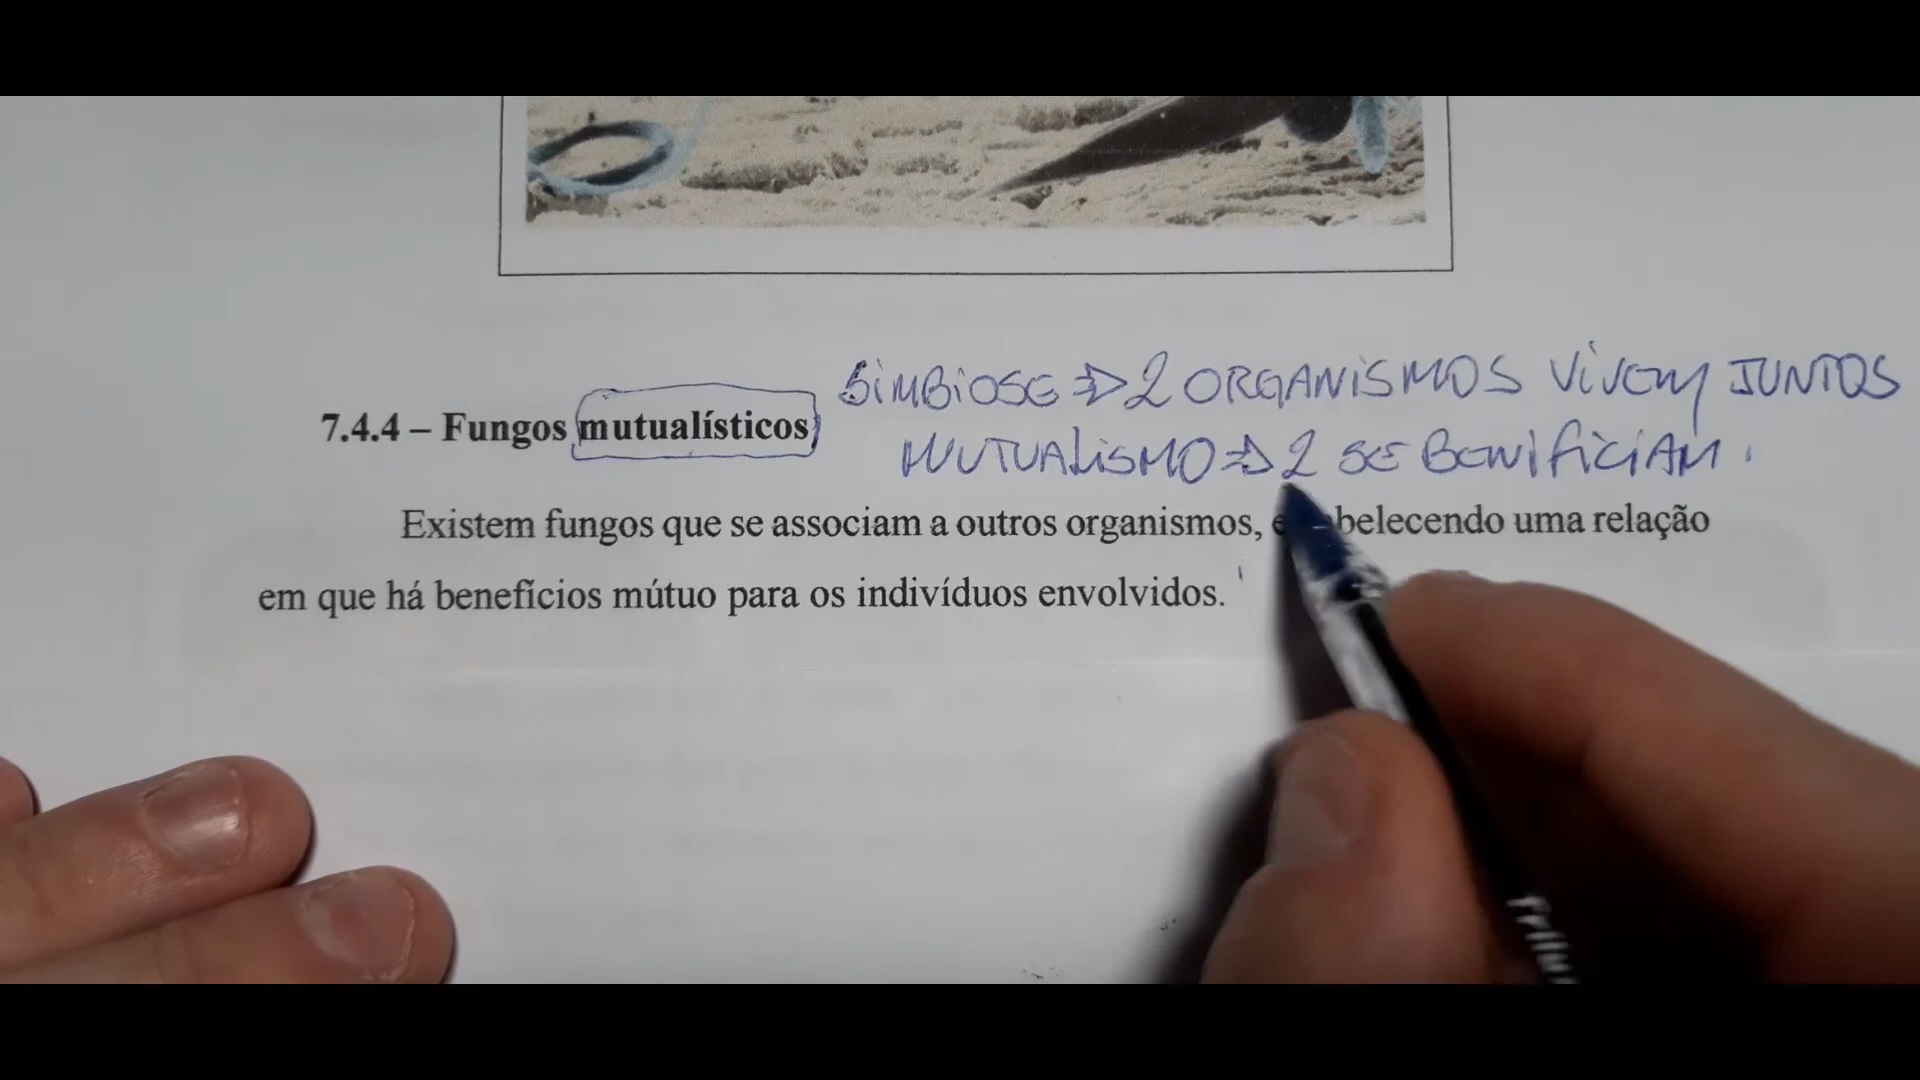 SIMBIOSE => 2 ORGANISMOS VIVEM JUNTOS
7.4.4 – Fungos mutualísticos
MUTUALISMO => 2 SE BENIFICIAM.
Existem fungos que se associam a outros organismos, uma relação
em que há benefícios mútuo para os indivíduos envolvidos.